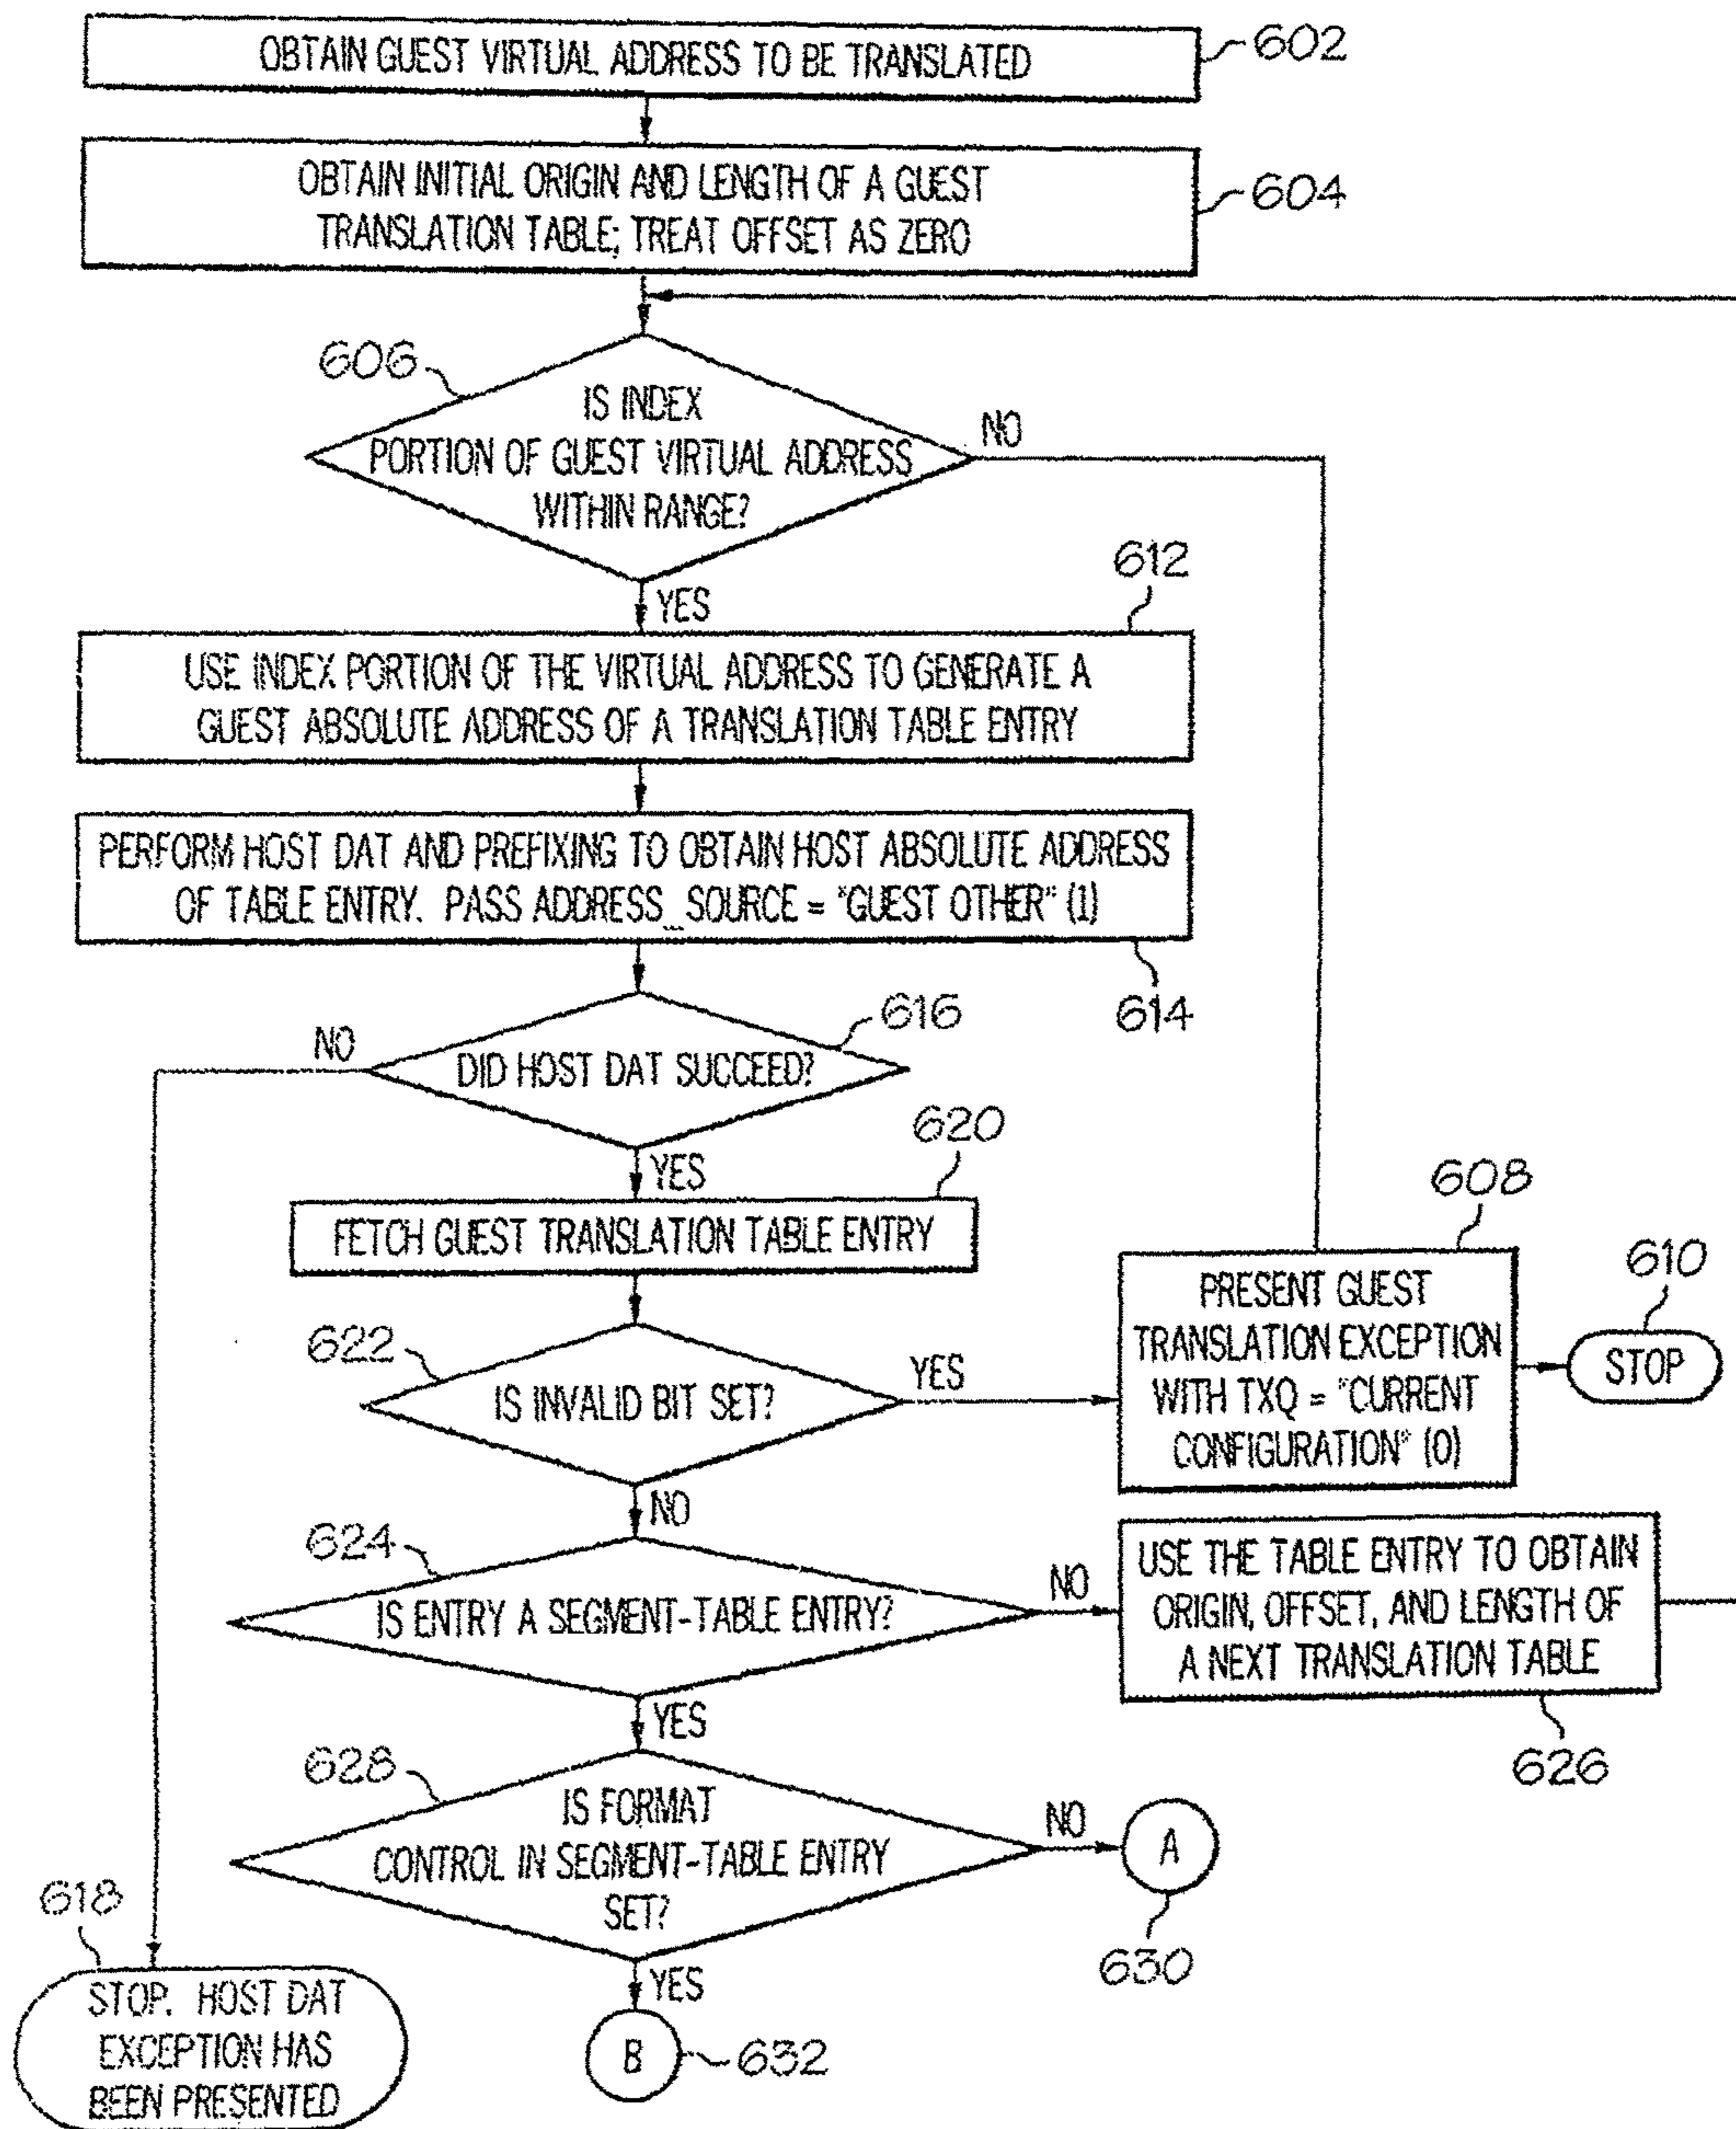 OBTAIN GUEST VIRTUAL ADDRESS TO BE TRANSLATED
602
OBTAIN INITIAL ORIGIN AND LENGTH OF A GUEST
TRANSLATION TABLE; TREAT OFFSET AS ZERO
604
606
IS INDEX
PORTION OF GUEST VIRTUAL ADDRESS
WITHIN RANGE?
NO
YES
612
USE INDEX PORTION OF THE VIRTUAL ADDRESS TO GENERATE A
GUEST ABSOLUTE ADDRESS OF A TRANSLATION TABLE ENTRY
PERFORM HOST DAT AND PREFIXING TO OBTAIN HOST ABSOLUTE ADDRESS
OF TABLE ENTRY. PASS ADDRESS_SOURCE = "GUEST OTHER" (1)
614
616
NO
DID HOST DAT SUCCEED?
YES
620
FETCH GUEST TRANSLATION TABLE ENTRY
622
IS INVALID BIT SET?
YES
608
PRESENT GUEST
TRANSLATION EXCEPTION
WITH TXQ = "CURRENT
CONFIGURATION" (0)
610
STOP
NO
624
IS ENTRY A SEGMENT-TABLE ENTRY?
NO
USE THE TABLE ENTRY TO OBTAIN
ORIGIN, OFFSET, AND LENGTH OF
A NEXT TRANSLATION TABLE
626
YES
628
IS FORMAT
CONTROL IN SEGMENT-TABLE ENTRY
SET?
NO
A
630
YES
B
632
618
STOP. HOST DAT
EXCEPTION HAS
BEEN PRESENTED